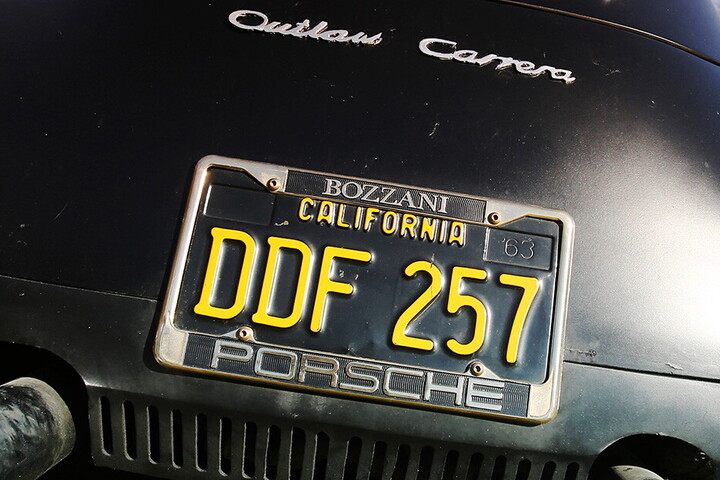 Outlaw Carrera
BOZZANI
CALIFORNIA
'63
DDF 257
PORSCHE